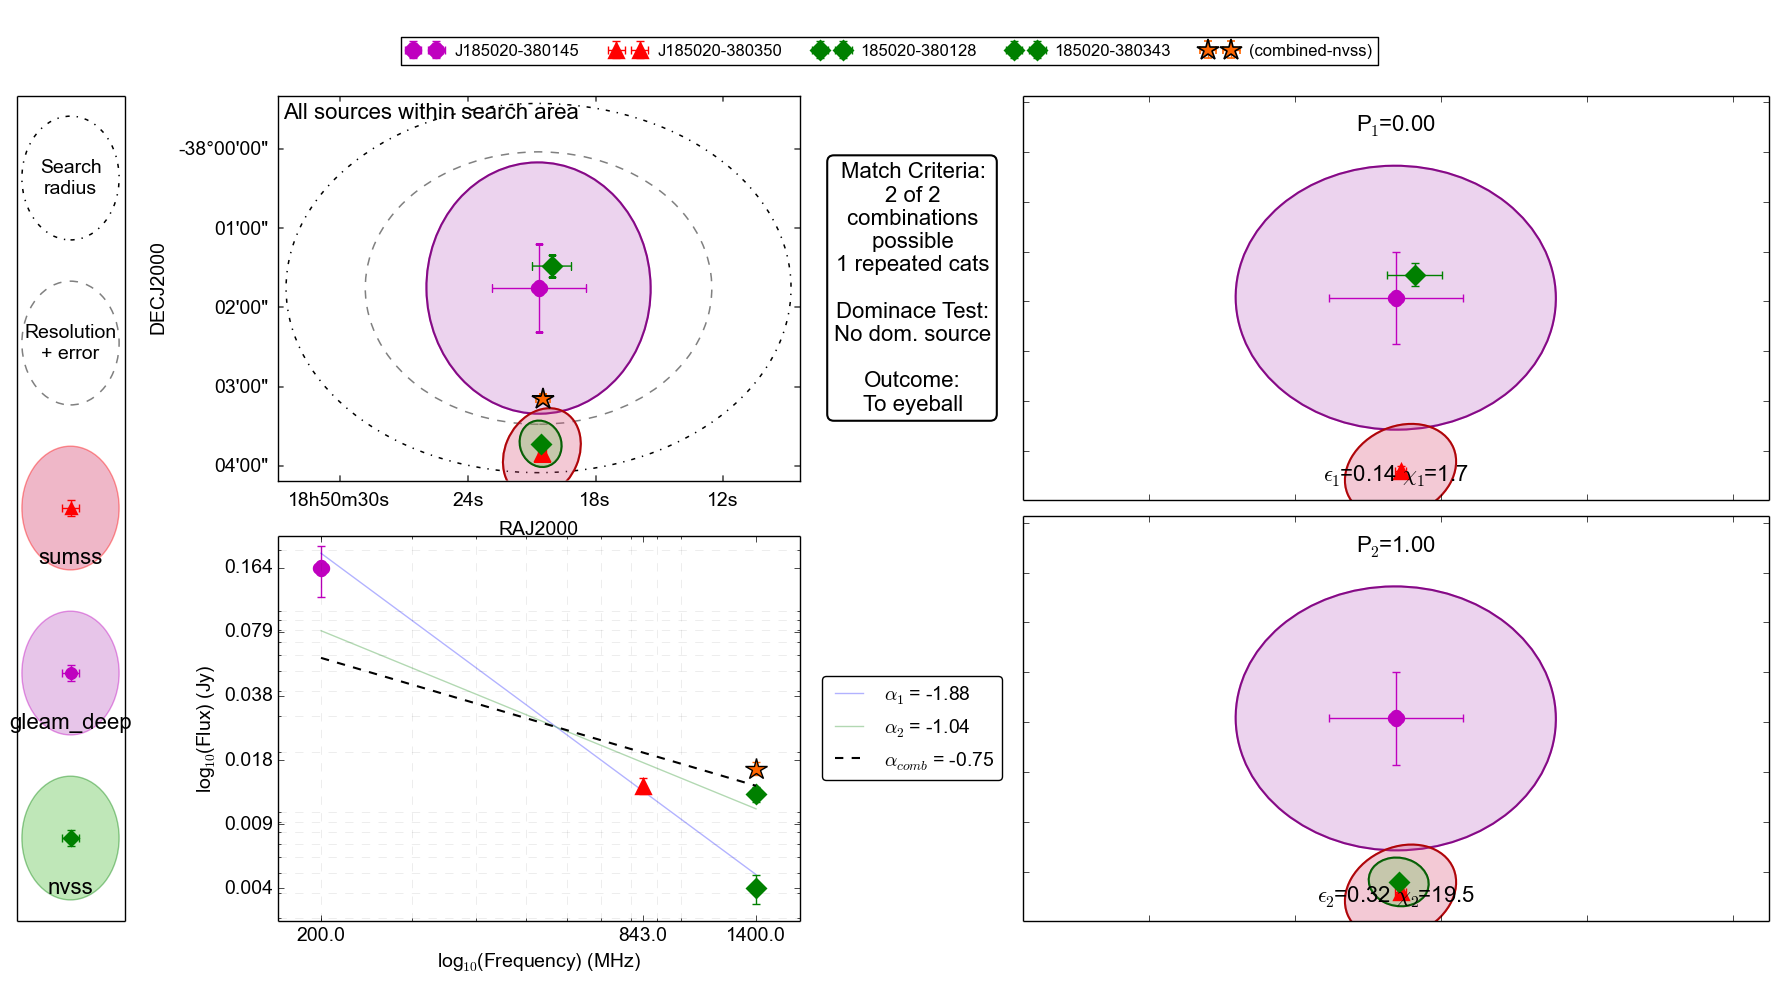 J185020-380145
J185020-380350
185020-380128
185020-380343
(combined-nvss)
Search
radius
Resolution
+ error
sumss
gleam_deep
nvss
All sources within search area
DECJ2000
-38°00'00"
01'00"
02'00"
03'00"
04'00"
18h50m30s
24s
18s
12s
RAJ2000
Match Criteria:
2 of 2
combinations
possible
1 repeated cats
Dominace Test:
No dom. source
Outcome:
To eyeball
P1=0.00
ϵ1=0.14 χ1=1.7
P2=1.00
ϵ2=0.32 χ2=19.5
log10(Flux) (Jy)
0.164
0.079
0.038
0.018
0.009
0.004
200.0
843.0
1400.0
log10(Frequency) (MHz)
α1 = -1.88
α2 = -1.04
αcomb = -0.75